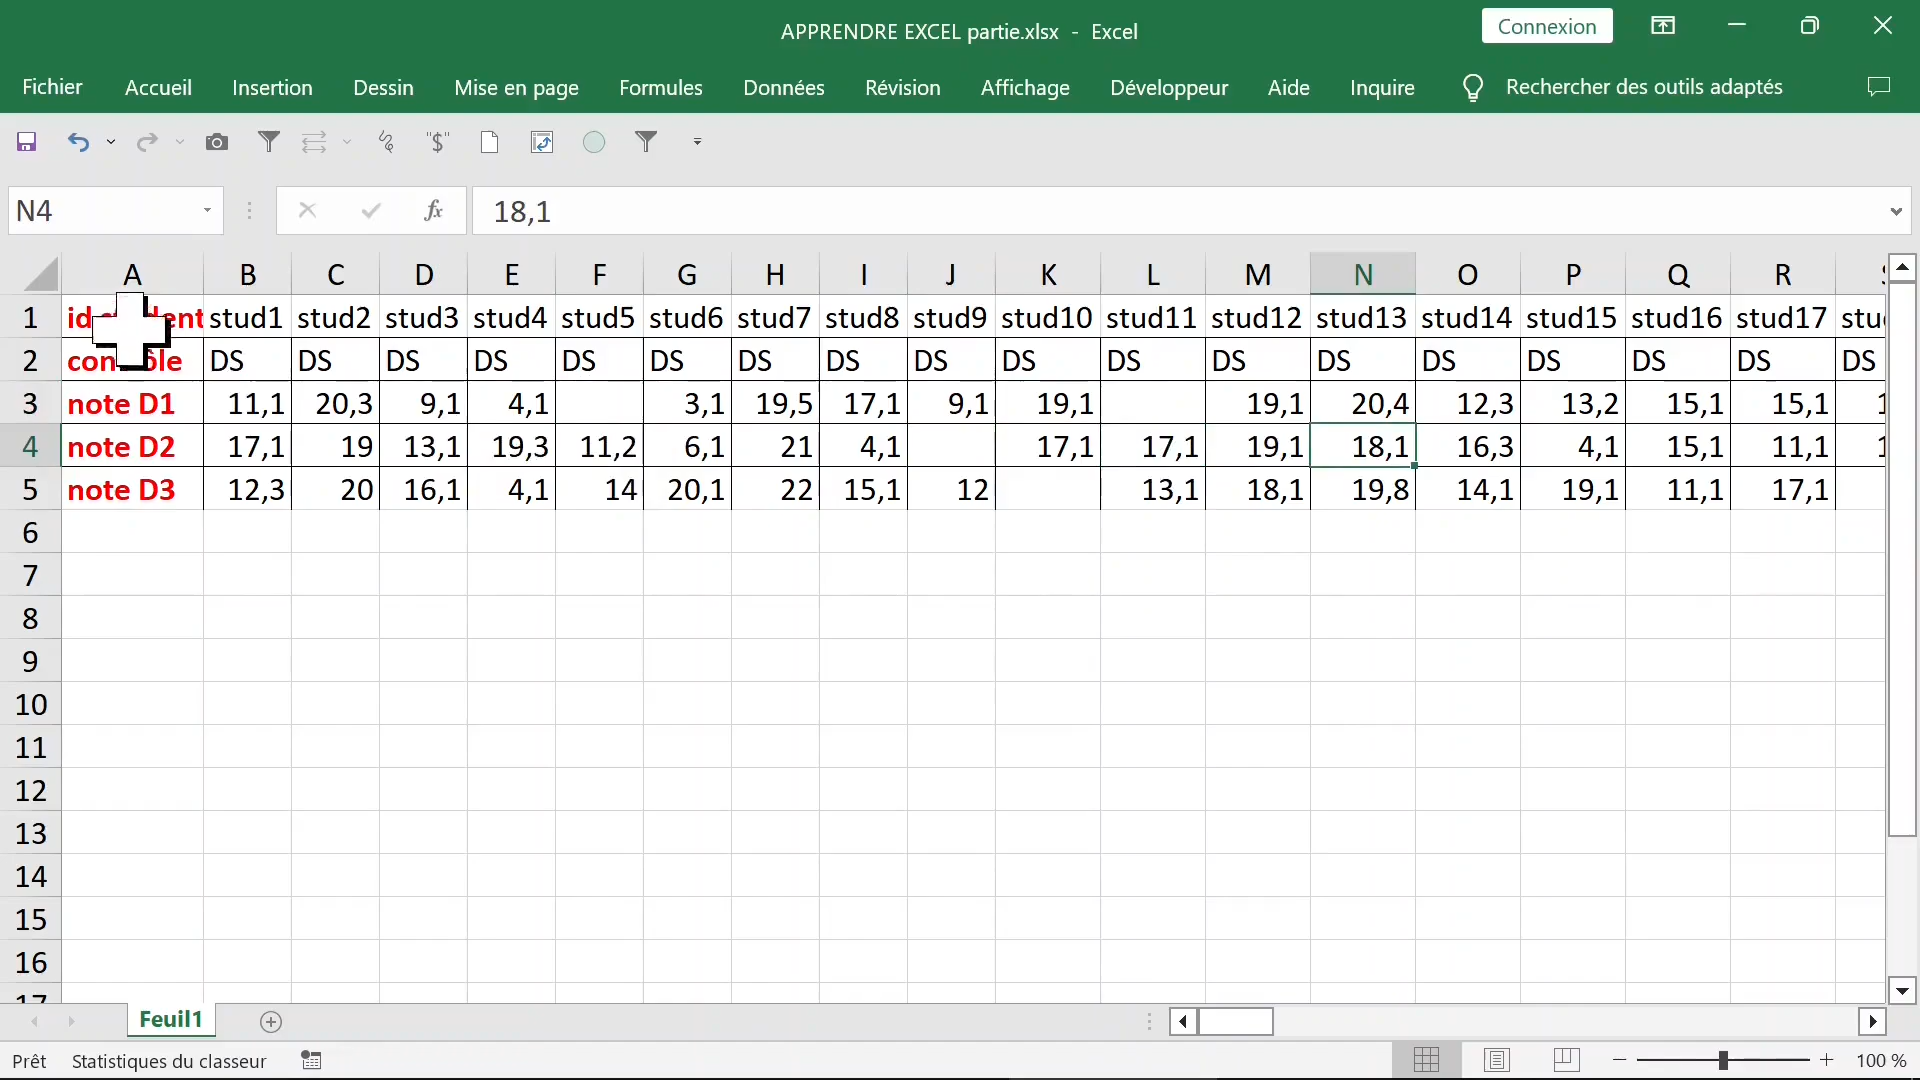 APPRENDRE EXCEL partie.xlsx - Excel
Connexion
Fichier Accueil Insertion Dessin Mise en page Formules Données Révision Affichage Développeur Aide Inquire Rechercher des outils adaptés
"$"
N4 fx 18,1
A B C D E F G H I J K L M N O P Q R
1 stud1 stud2 stud3 stud4 stud5 stud6 stud7 stud8 stud9 stud10 stud11 stud12 stud13 stud14 stud15 stud16 stud17
2 DS DS DS DS DS DS DS DS DS DS DS DS DS DS DS DS DS DS
3 note D1 11,1 20,3 9,1 4,1 3,1 19,5 17,1 9,1 19,1 19,1 20,4 12,3 13,2 15,1 15,1
4 note D2 17,1 19 13,1 19,3 11,2 6,1 21 4,1 17,1 17,1 19,1 18,1 16,3 4,1 15,1 11,1
5 note D3 12,3 20 16,1 4,1 14 20,1 22 15,1 12 13,1 18,1 19,8 14,1 19,1 11,1 17,1
6
7
8
9
10
11
12
13
14
15
16
17
Feuil1
Prêt Statistiques du classeur 100 %